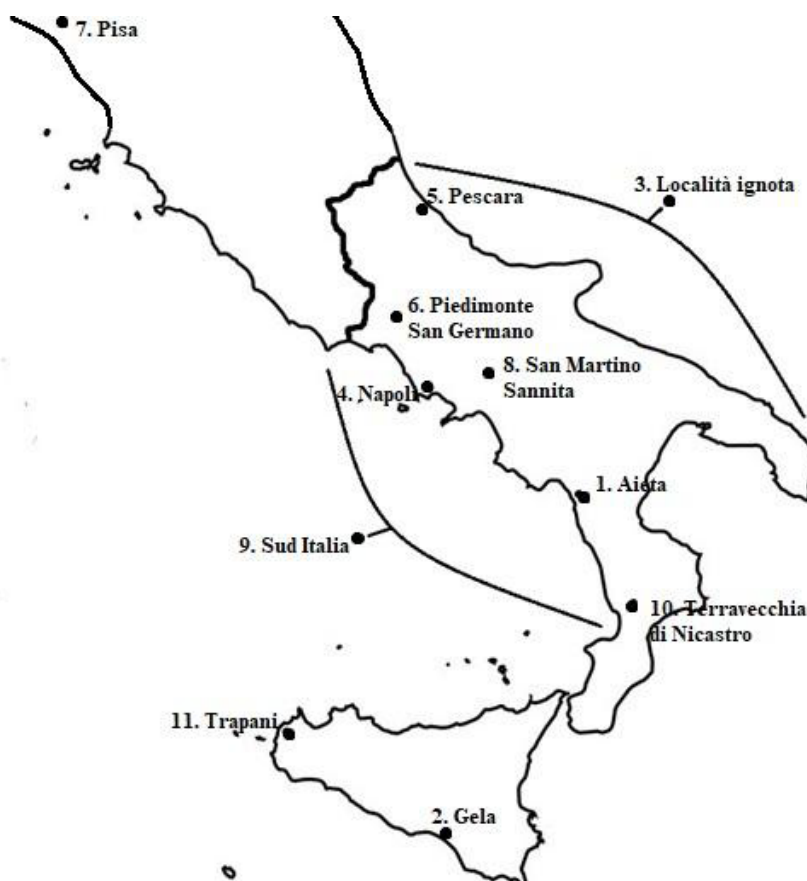 7. Pisa
3. Località ignota
5. Pescara
6. Piedimonte
San Germano
8. San Martino
Sannita
4. Napoli
1. Aieta
9. Sud Italia
10. Terravecchia
di Nicastro
11. Trapani
2. Gela